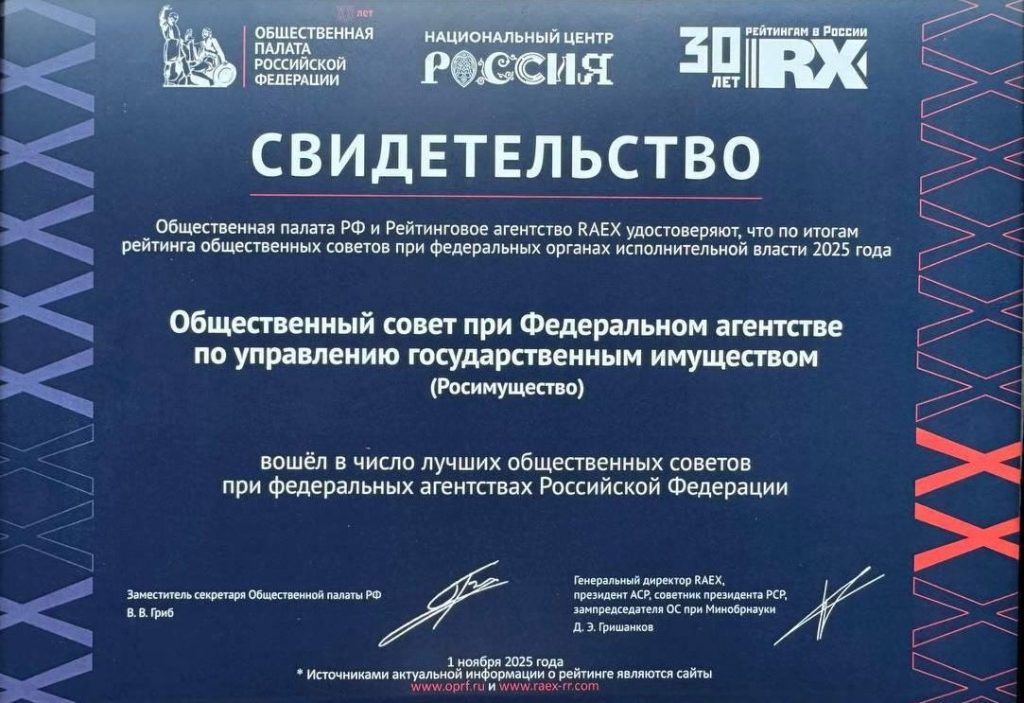 XX лет
ОБЩЕСТВЕННАЯ
ПАЛАТА
РОССИЙСКОЙ
ФЕДЕРАЦИИ
НАЦИОНАЛЬНЫЙ ЦЕНТР
РОССИЯ
30 ЛЕТ
РЕЙТИНГАМ В РОССИИ
RX
СВИДЕТЕЛЬСТВО
Общественная палата РФ и Рейтинговое агентство RAEX удостоверяют, что по итогам
рейтинга общественных советов при федеральных органах исполнительной власти 2025 года
Общественный совет при Федеральном агентстве
по управлению государственным имуществом
(Росимущество)
вошёл в число лучших общественных советов
при федеральных агентствах Российской Федерации
Заместитель секретаря Общественной палаты РФ
В. В. Гриб
Генеральный директор RAEX,
президент АСР, советник президента РСР,
зампредседателя ОС при Минобрнауки
Д. Э. Гришанков
1 ноября 2025 года
* Источниками актуальной информации о рейтинге являются сайты
www.oprf.ru и www.raex-rr.com